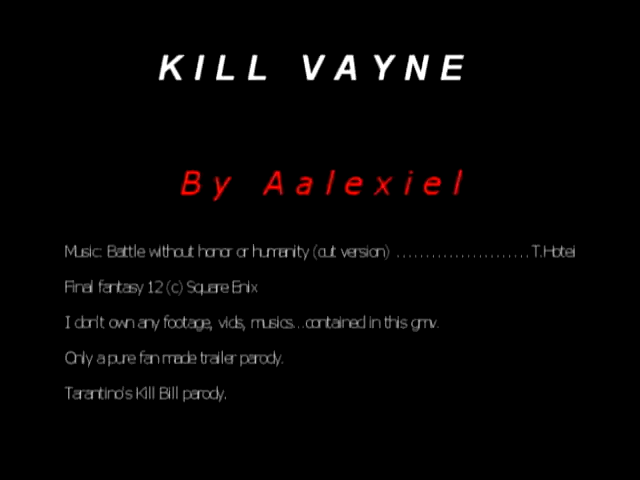 KILL VAYNE
By Aalexiel
Music: Battle without honor or humanity (cut version) ........................ T.Hotei
Final fantasy 12 (c) Square Enix
I don't own any footage, vids, musics...contained in this gmv.
Only a pure fan made trailer parody.
Tarantino's Kill Bill parody.